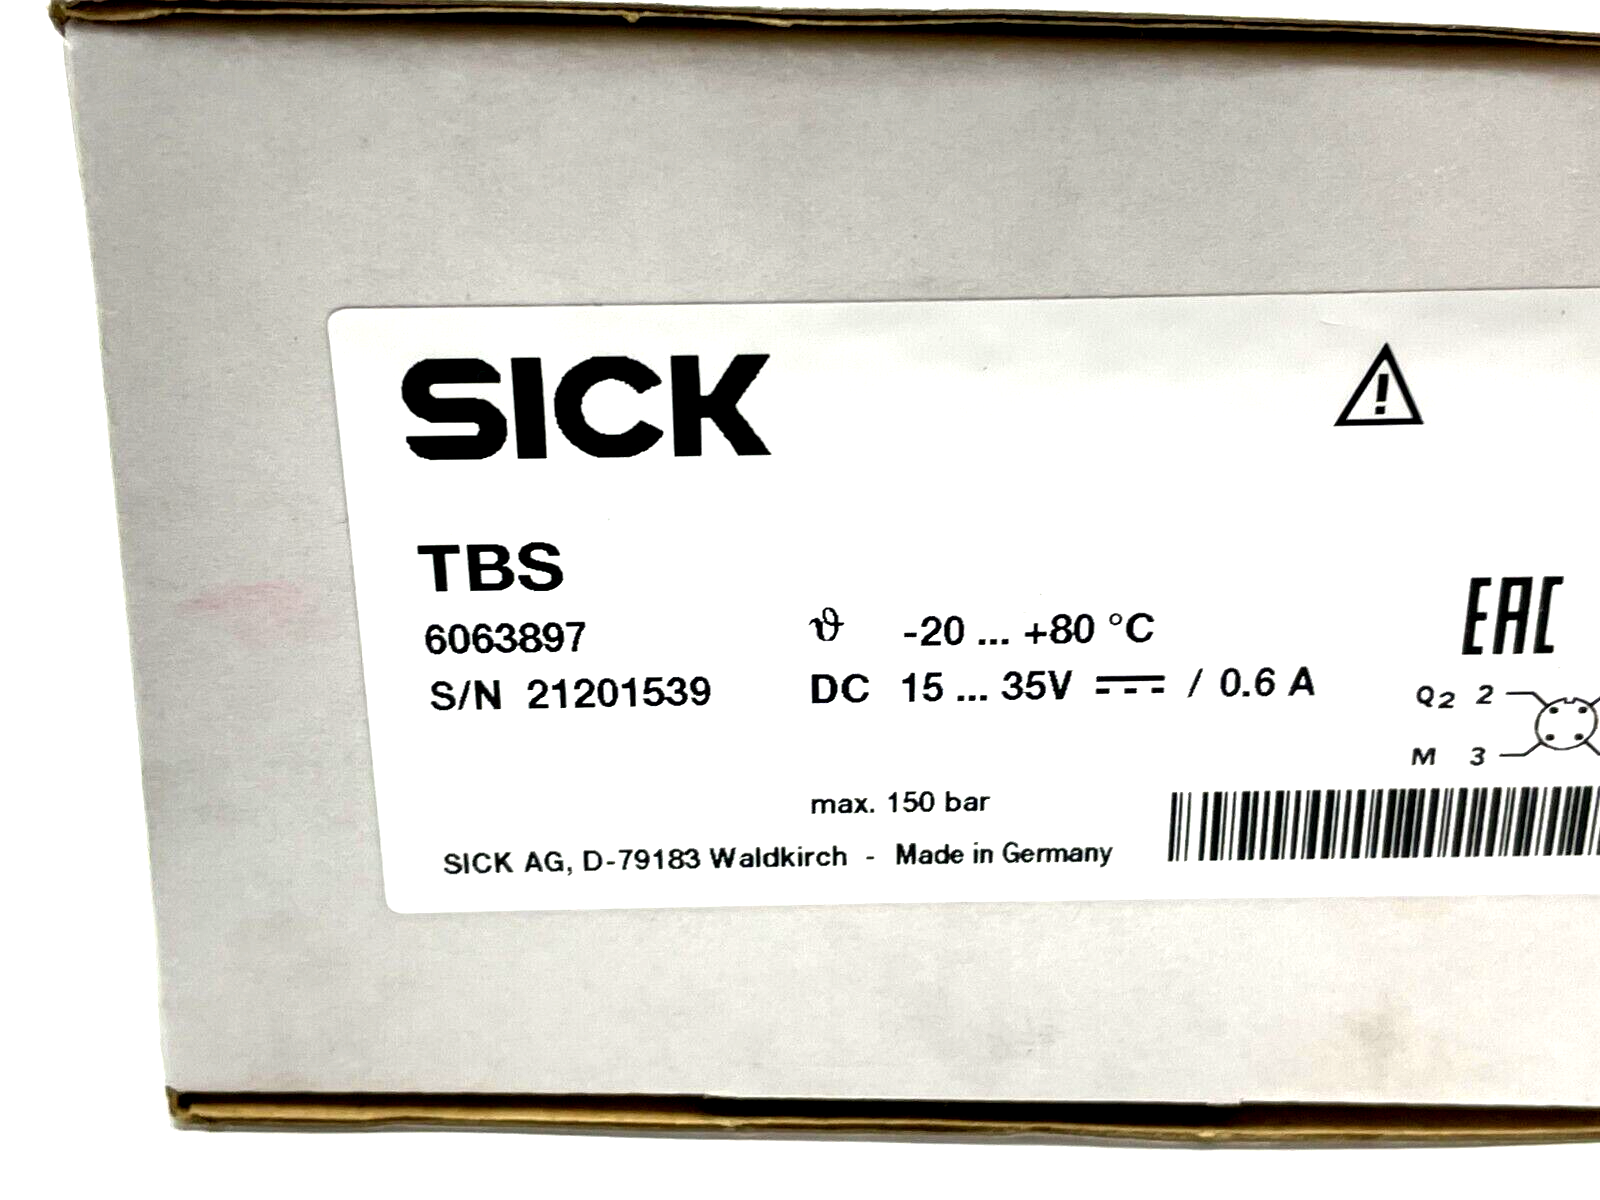 SICK
TBS
6063897
S/N 21201539
ϑ -20 ... +80 °C
DC 15 ... 35V ⎓ / 0.6 A
max. 150 bar
SICK AG, D-79183 Waldkirch - Made in Germany
EAC
Q2 2
M 3